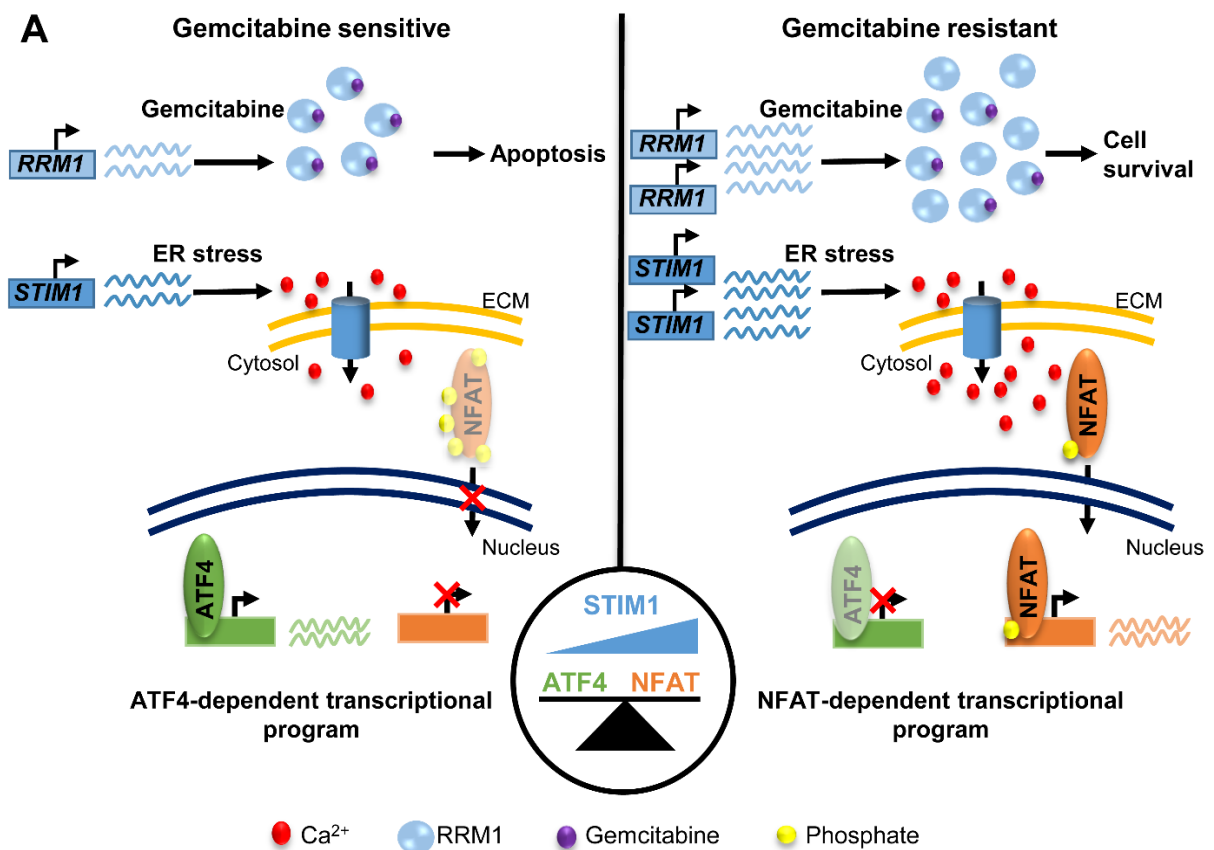 A
Gemcitabine sensitive
Gemcitabine
RRM1
Apoptosis
ER stress
STIM1
ECM
Cytosol
NFAT
Nucleus
ATF4
ATF4-dependent transcriptional
program
Gemcitabine resistant
Gemcitabine
RRM1
RRM1
Cell
survival
ER stress
STIM1
STIM1
ECM
Cytosol
NFAT
Nucleus
ATF4
NFAT
NFAT-dependent transcriptional
program
STIM1
ATF4 NFAT
Ca²⁺
RRM1
Gemcitabine
Phosphate